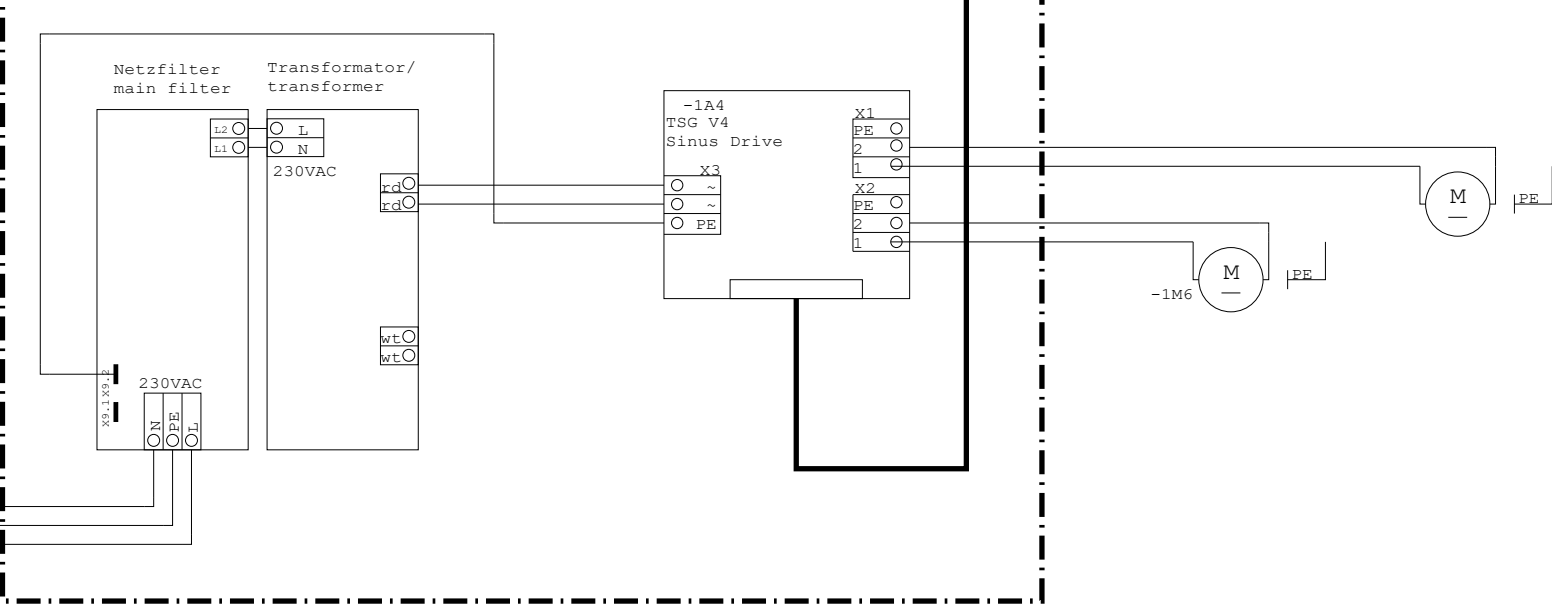 Netzfilter
main filter
Transformator/
transformer
L2
L1
L
N
230VAC
rd
rd
wt
wt
X9.1 X9.2
230VAC
N
PE
L
-1A4
TSG V4
Sinus Drive
X3
~
~
PE
X1
PE
2
1
X2
PE
2
1
M
PE
M
PE
-1M6